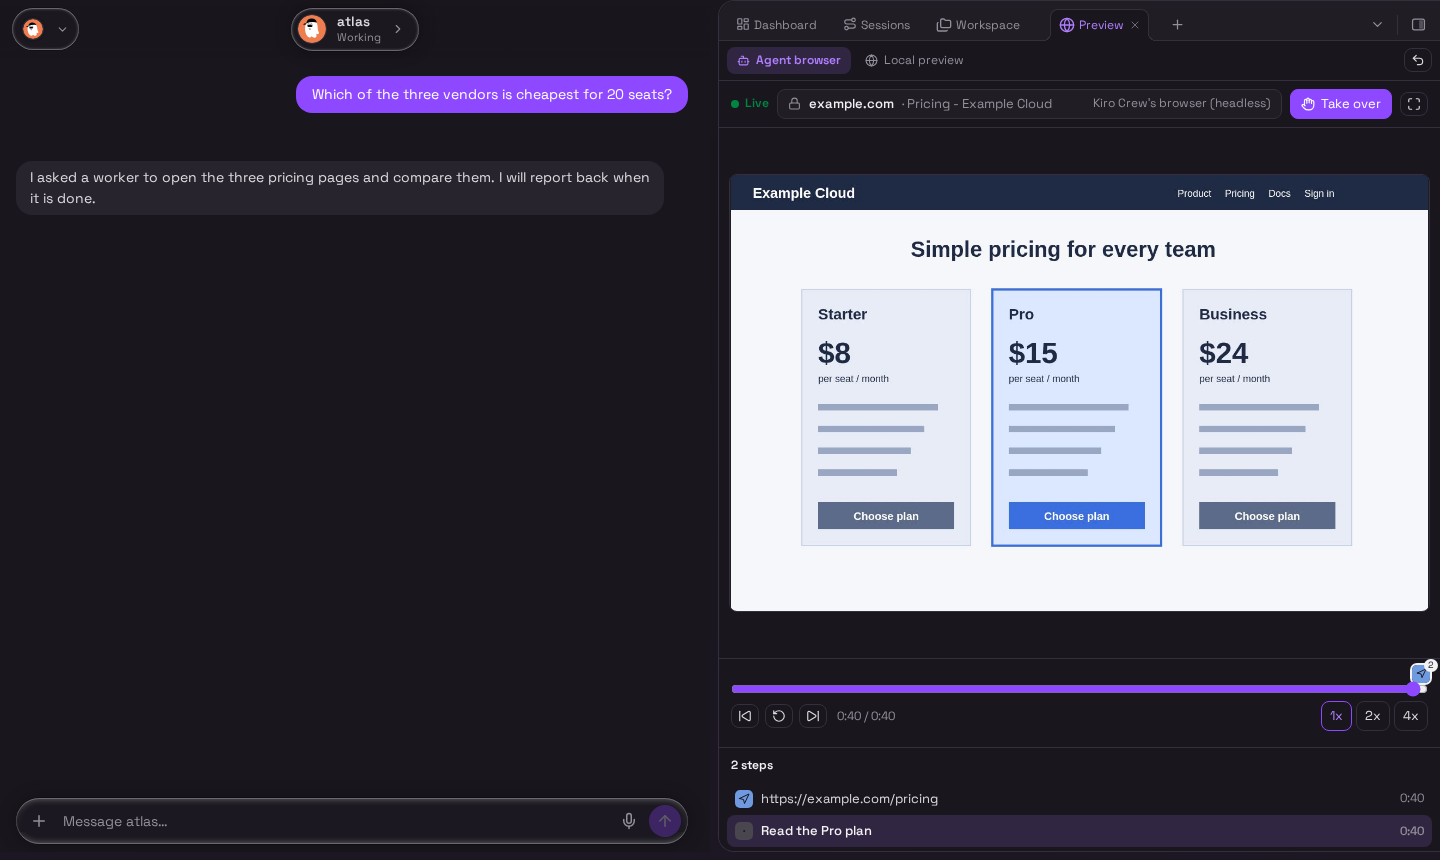 atlas
Working
Which of the three vendors is cheapest for 20 seats?
I asked a worker to open the three pricing pages and compare them. I will report back when
it is done.
Message atlas...
Dashboard
Sessions
Workspace
Preview
Agent browser
Local preview
Live
example.com · Pricing - Example Cloud
Kiro Crew's browser (headless)
Take over
Example Cloud
Product
Pricing
Docs
Sign in
Simple pricing for every team
Starter
$8
per seat / month
Choose plan
Pro
$15
per seat / month
Choose plan
Business
$24
per seat / month
Choose plan
2
0:40 / 0:40
1x
2x
4x
2 steps
https://example.com/pricing
0:40
Read the Pro plan
0:40